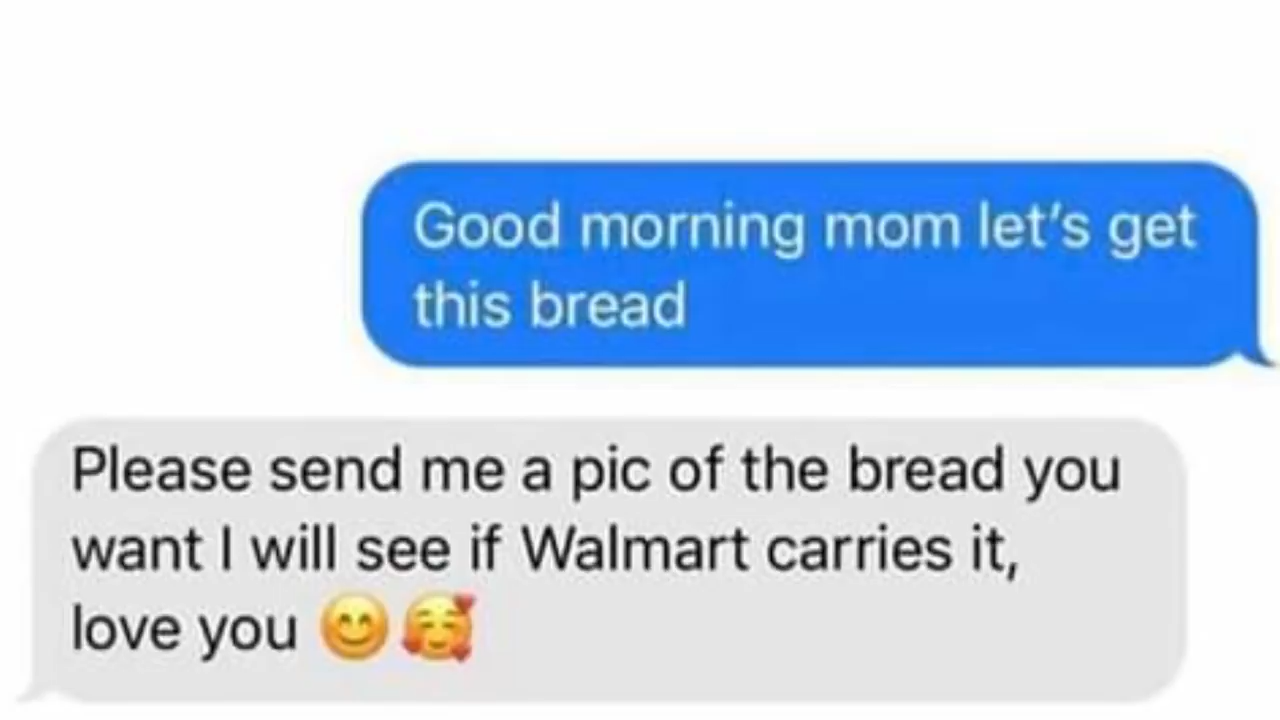 Good morning mom let’s get
this bread
Please send me a pic of the bread you
want I will see if Walmart carries it,
love you 😊🥰